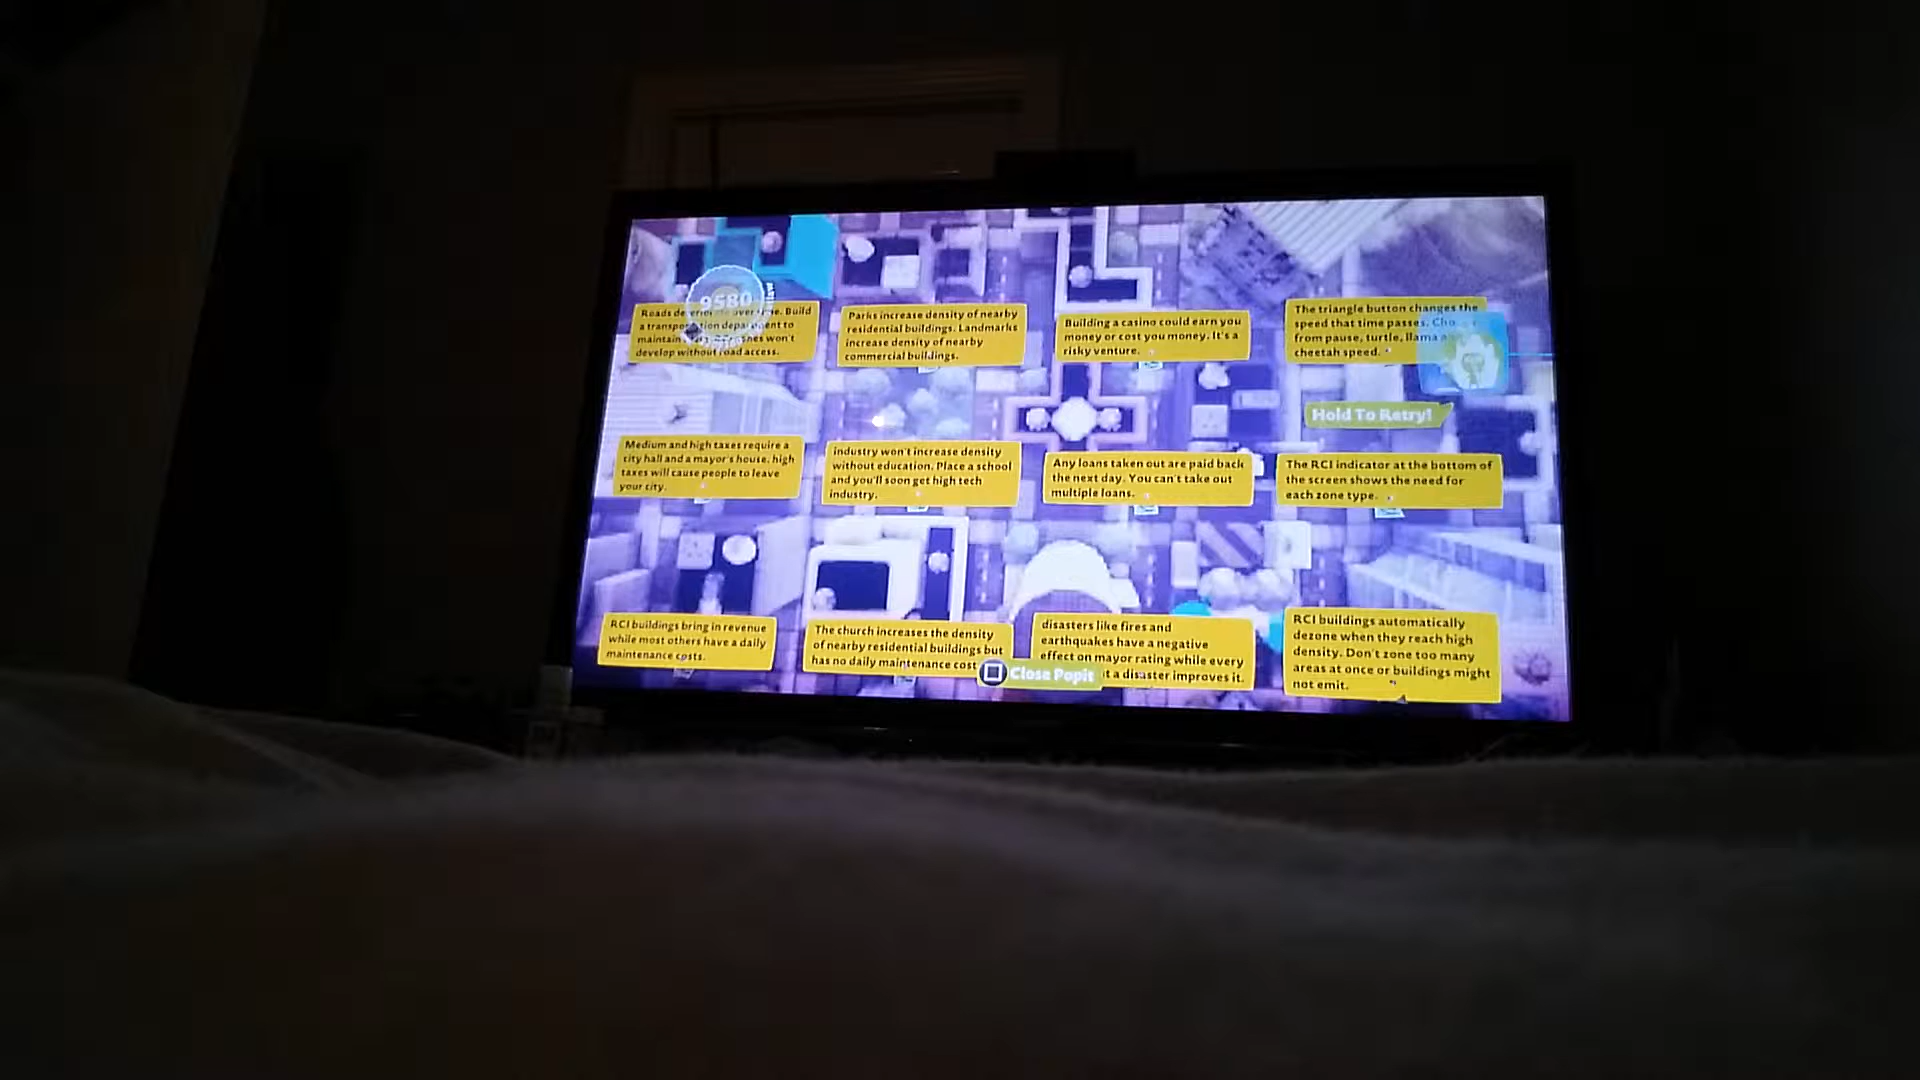 9580
Roads over time. Build
a transportation department to
maintain won't
develop without road access.
Parks increase density of nearby
residential buildings. Landmarks
increase density of nearby
commercial buildings.
Building a casino could earn you
money or cost you money. It's a
risky venture.
The triangle button changes the
speed that time passes.
from pause, turtle, llama
cheetah speed.
Hold To Retry!
Medium and high taxes require a
city hall and a mayor's house. high
taxes will cause people to leave
your city.
industry won't increase density
without education. Place a school
and you'll soon get high tech
industry.
Any loans taken out are paid back
the next day. You can't take out
multiple loans.
The RCI indicator at the bottom of
the screen shows the need for
each zone type.
RCI buildings bring in revenue
while most others have a daily
maintenance costs.
The church increases the density
of nearby residential buildings but
has no daily maintenance cost
disasters like fires and
earthquakes have a negative
effect on mayor rating while every
t a disaster improves it.
RCI buildings automatically
dezone when they reach high
density. Don't zone too many
areas at once or buildings might
not emit.
Close Popit